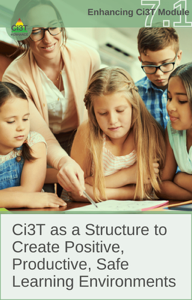 7.1
Enhancing Ci3T Module
Ci3T
Ci3T as a Structure to
Create Positive,
Productive, Safe
Learning Environments